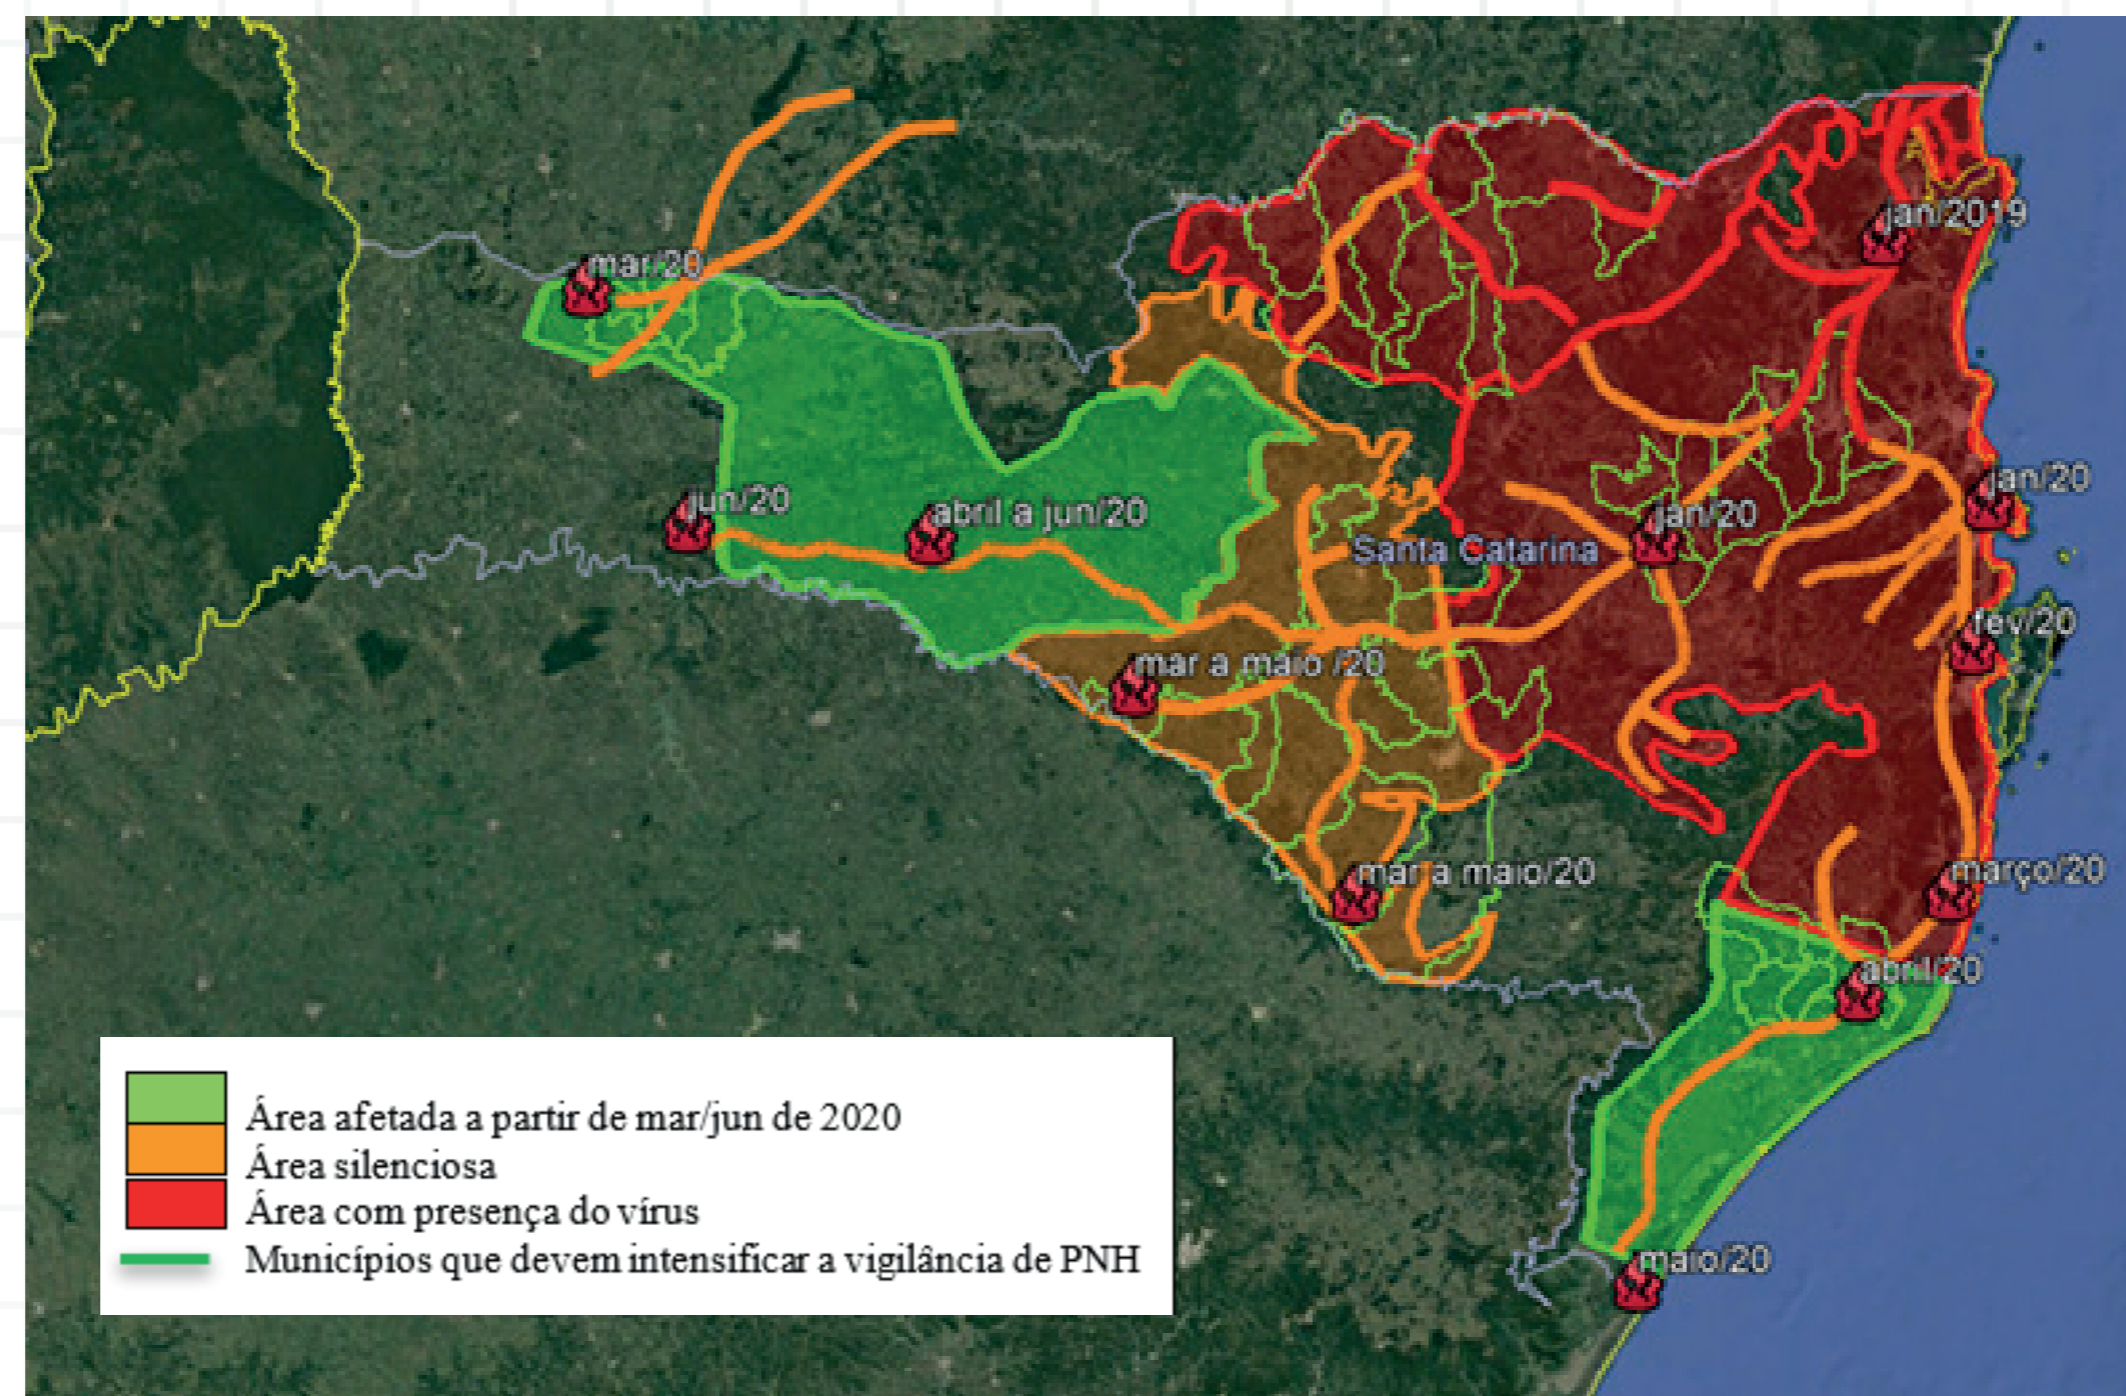 jan/2019
mar/20
jan/20
jun/20
abril a jun/20
jan/20
Santa Catarina
fev/20
mar a maio /20
mar a maio/20
março/20
abril/20
maio/20
Área afetada a partir de mar/jun de 2020
Área silenciosa
Área com presença do vírus
Municípios que devem intensificar a vigilância de PNH